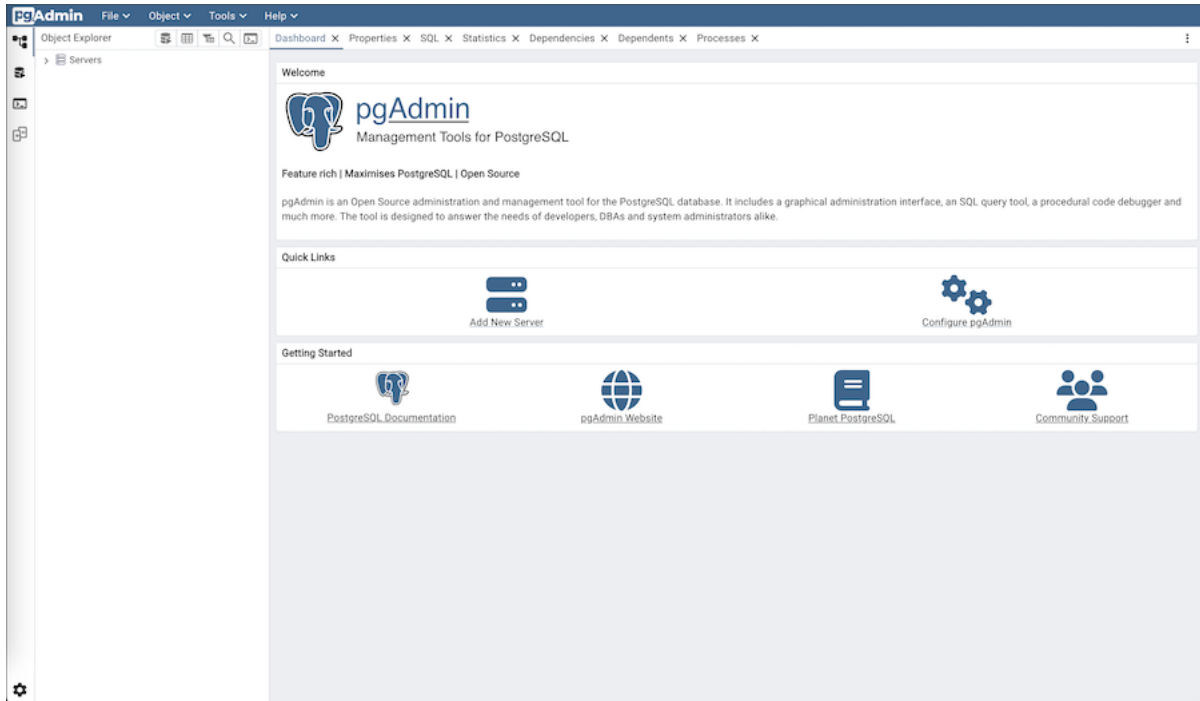 pgAdmin File Object Tools Help
Object Explorer
Dashboard Properties SQL Statistics Dependencies Dependents Processes
Servers
Welcome
pgAdmin
Management Tools for PostgreSQL
Feature rich | Maximises PostgreSQL | Open Source
pgAdmin is an Open Source administration and management tool for the PostgreSQL database. It includes a graphical administration interface, an SQL query tool, a procedural code debugger and
much more. The tool is designed to answer the needs of developers, DBAs and system administrators alike.
Quick Links
Add New Server
Configure pgAdmin
Getting Started
PostgreSQL Documentation
pgAdmin Website
Planet PostgreSQL
Community Support